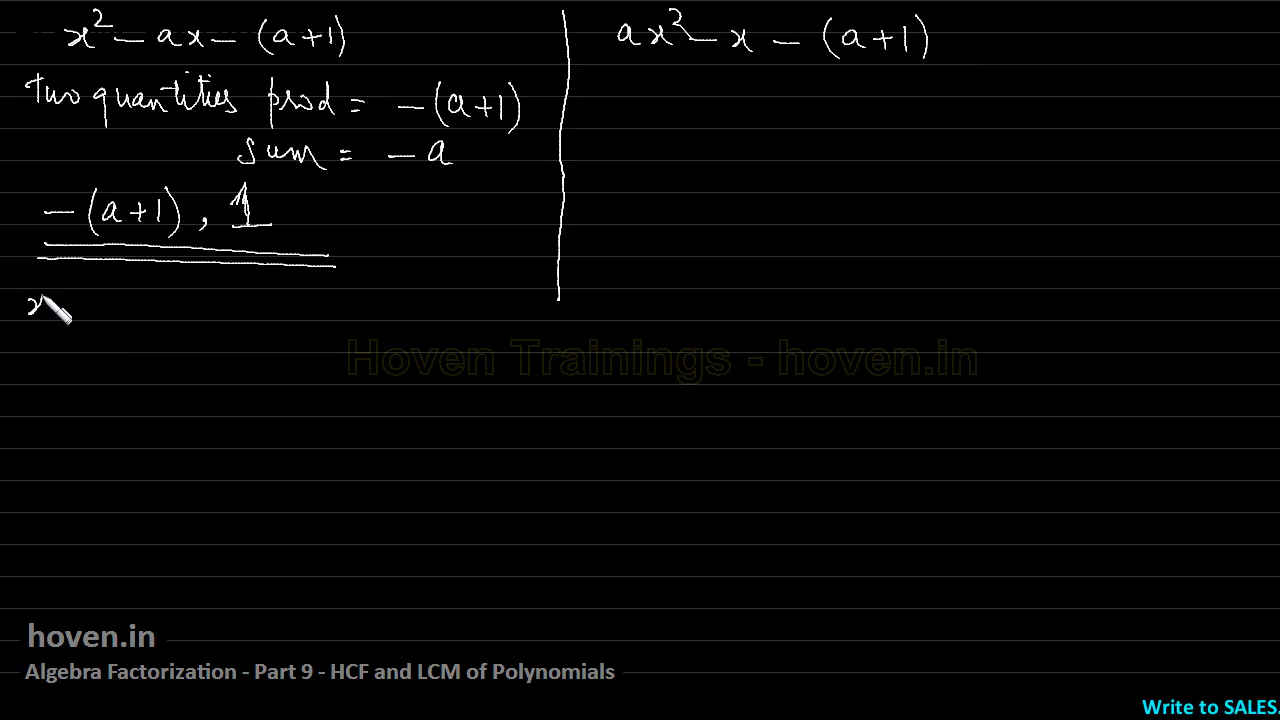 x² – ax – (a+1)
two quantities prod = – (a+1)
sum = – a
– (a+1) , 1
x
ax² – x – (a+1)
Hoven Trainings - hoven.in
hoven.in
Algebra Factorization - Part 9 - HCF and LCM of Polynomials
Write to SALES.